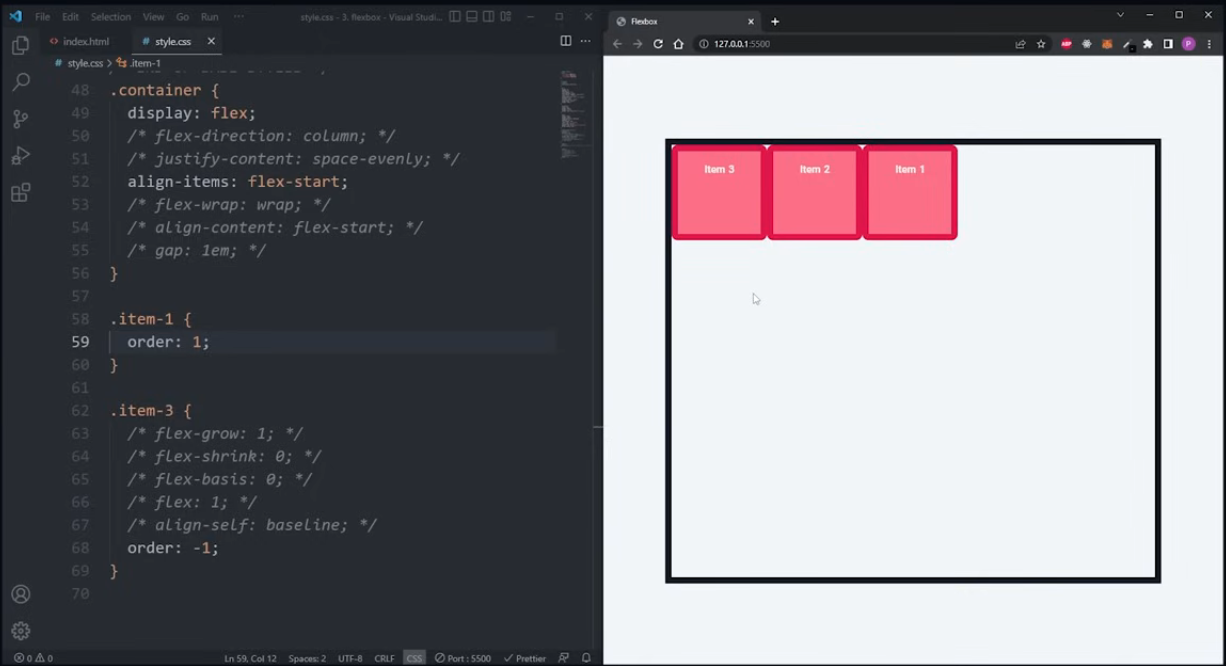 File Edit Selection View Go Run ··· style.css - 3. flexbox - Visual Studi...
index.html # style.css
# style.css > .item-1
48 .container {
49 display: flex;
50 /* flex-direction: column; */
51 /* justify-content: space-evenly; */
52 align-items: flex-start;
53 /* flex-wrap: wrap; */
54 /* align-content: flex-start; */
55 /* gap: 1em; */
56 }
57
58 .item-1 {
59 order: 1;
60 }
61
62 .item-3 {
63 /* flex-grow: 1; */
64 /* flex-shrink: 0; */
65 /* flex-basis: 0; */
66 /* flex: 1; */
67 /* align-self: baseline; */
68 order: -1;
69 }
70
0 0 Ln 59, Col 12 Spaces: 2 UTF-8 CRLF CSS Port : 5500 Prettier
Flexbox
127.0.0.1:5500
ABP P
Item 3 Item 2 Item 1